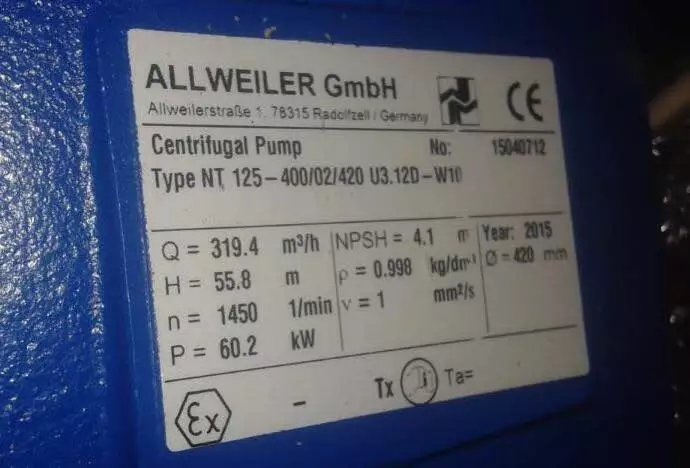 ALLWEILER GmbH
Allweilerstraße 1, 78315 Radolfzell / Germany
CE
Centrifugal Pump No: 15040712
Type NT 125-400/02/420 U3.12D-W10
Q = 319.4 m³/h NPSH = 4.1 m Year: 2015
H = 55.8 m ρ = 0.998 kg/dm³ Ø = 420 mm
n = 1450 1/min ν = 1 mm²/s
P = 60.2 kW
Ex - Tx Ta=